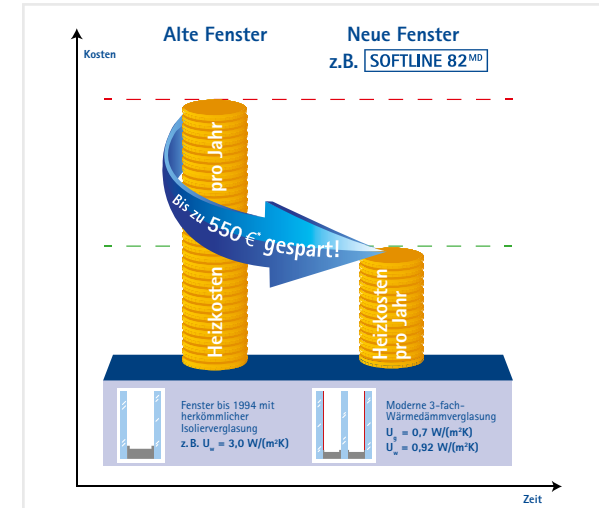 Alte Fenster
Neue Fenster
z.B. SOFTLINE 82 MD
Kosten
pro Jahr
Heizkosten
Bis zu 550 €* gespart!
Heizkosten
pro Jahr
Fenster bis 1994 mit
herkömmlicher
Isolierverglasung
z. B. Uw = 3,0 W/(m²K)
Moderne 3-fach-
Wärmedämmverglasung
Ug = 0,7 W/(m²K)
Uw = 0,92 W/(m²K)
Zeit